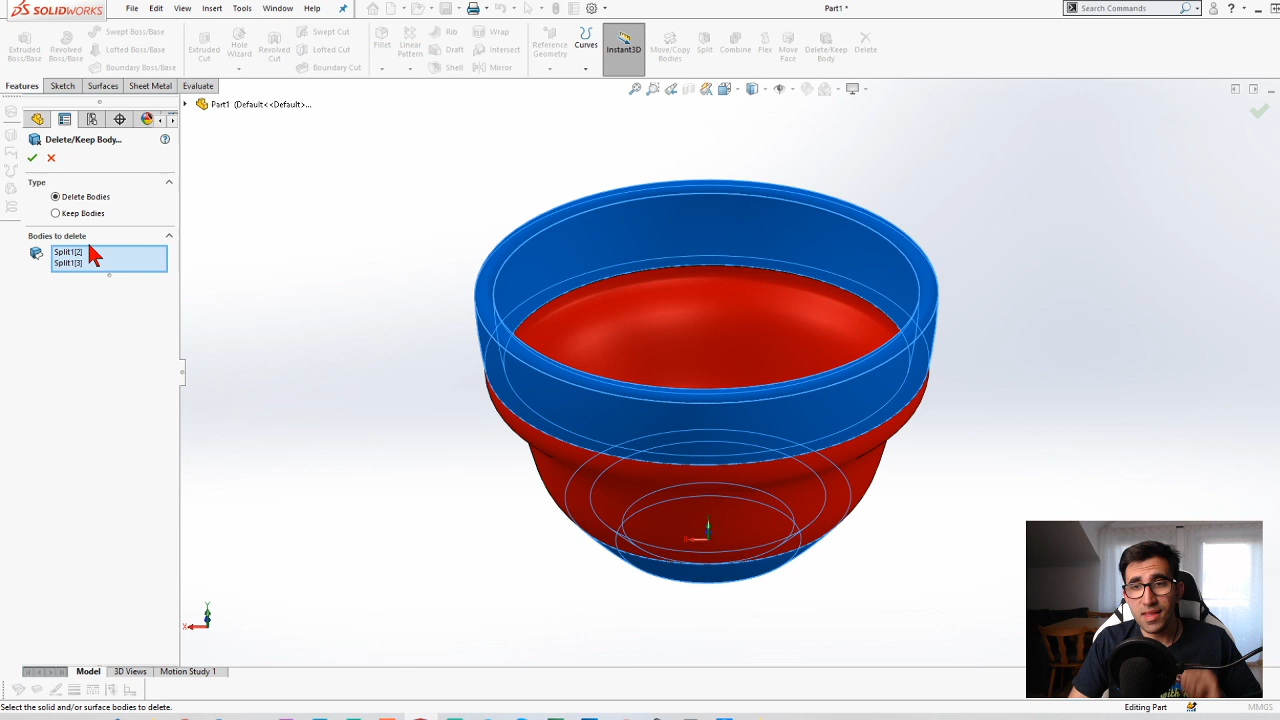 SOLIDWORKS
File Edit View Insert Tools Window Help
Part1 *
Search Commands
Extruded Boss/Base
Revolved Boss/Base
Swept Boss/Base
Lofted Boss/Base
Boundary Boss/Base
Extruded Cut
Hole Wizard
Revolved Cut
Swept Cut
Lofted Cut
Boundary Cut
Fillet
Linear Pattern
Rib
Draft
Shell
Wrap
Intersect
Mirror
Reference Geometry
Curves
Instant3D
Move/Copy Bodies
Split
Combine
Flex
Move Face
Delete/Keep Body
Delete
Features Sketch Surfaces Sheet Metal Evaluate
Part1 (Default<<Default>...
Delete/Keep Body...
Type
Delete Bodies
Keep Bodies
Bodies to delete
Split1[2]
Split1[3]
X
Y
X
Model 3D Views Motion Study 1
Select the solid and/or surface bodies to delete.
Editing Part
MMGS